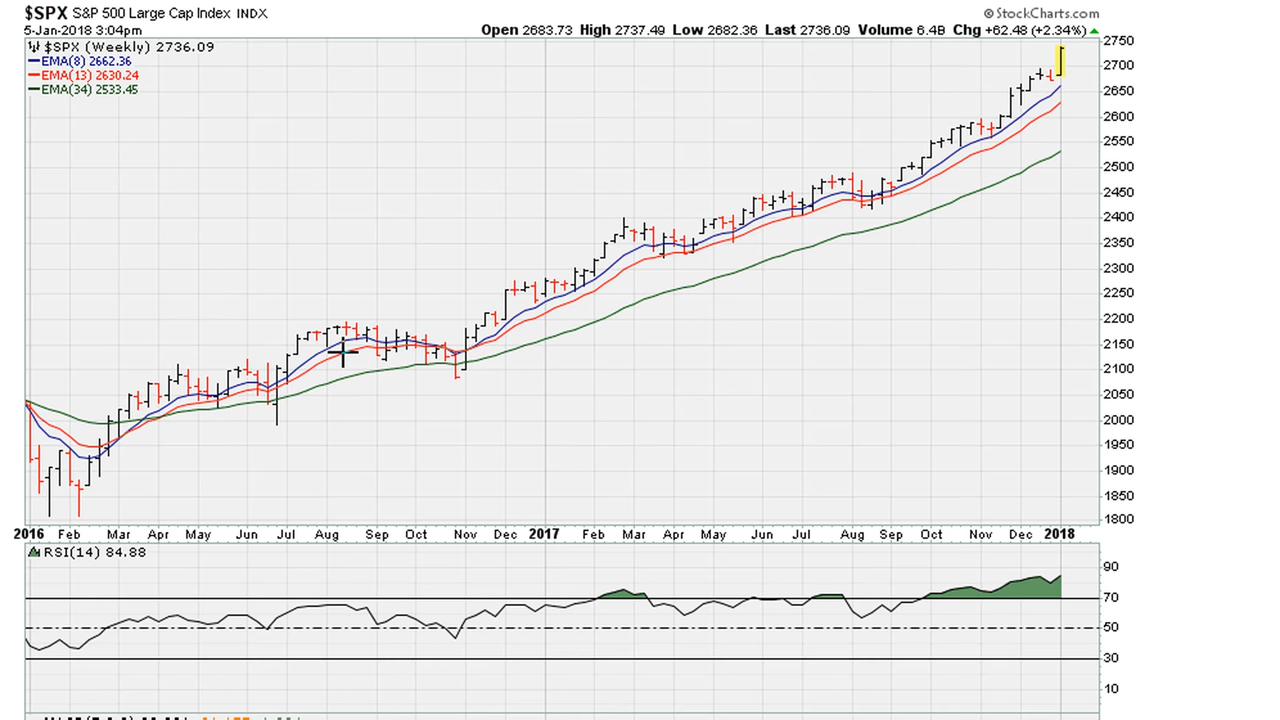 $SPX S&P 500 Large Cap Index INDX
© StockCharts.com
5-Jan-2018 3:04pm
Open 2683.73 High 2737.49 Low 2682.36 Last 2736.09 Volume 6.4B Chg +62.48 (+2.34%)
$SPX (Weekly) 2736.09
EMA(8) 2662.36
EMA(13) 2630.24
EMA(34) 2533.45
2750
2700
2650
2600
2550
2500
2450
2400
2350
2300
2250
2200
2150
2100
2050
2000
1950
1900
1850
1800
2016 Feb Mar Apr May Jun Jul Aug Sep Oct Nov Dec 2017 Feb Mar Apr May Jun Jul Aug Sep Oct Nov Dec 2018
RSI(14) 84.88
90
70
50
30
10